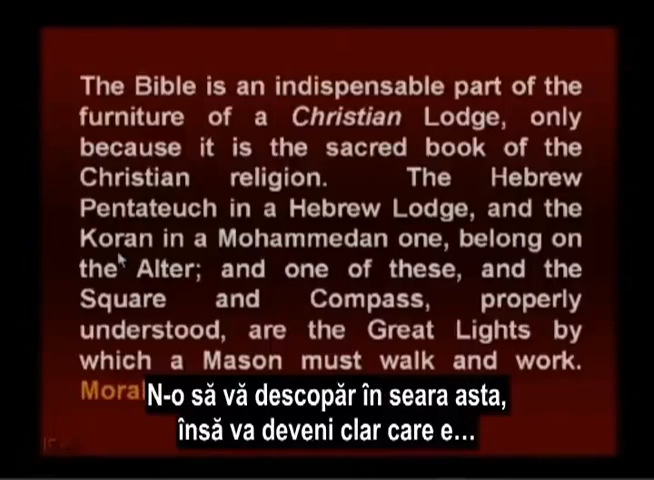 The Bible is an indispensable part of the
furniture of a Christian Lodge, only
because it is the sacred book of the
Christian religion. The Hebrew
Pentateuch in a Hebrew Lodge, and the
Koran in a Mohammedan one, belong on
the Alter; and one of these, and the
Square and Compass, properly
understood, are the Great Lights by
which a Mason must walk and work.
N-o să vă descopăr în seara asta,
însă va deveni clar care e...